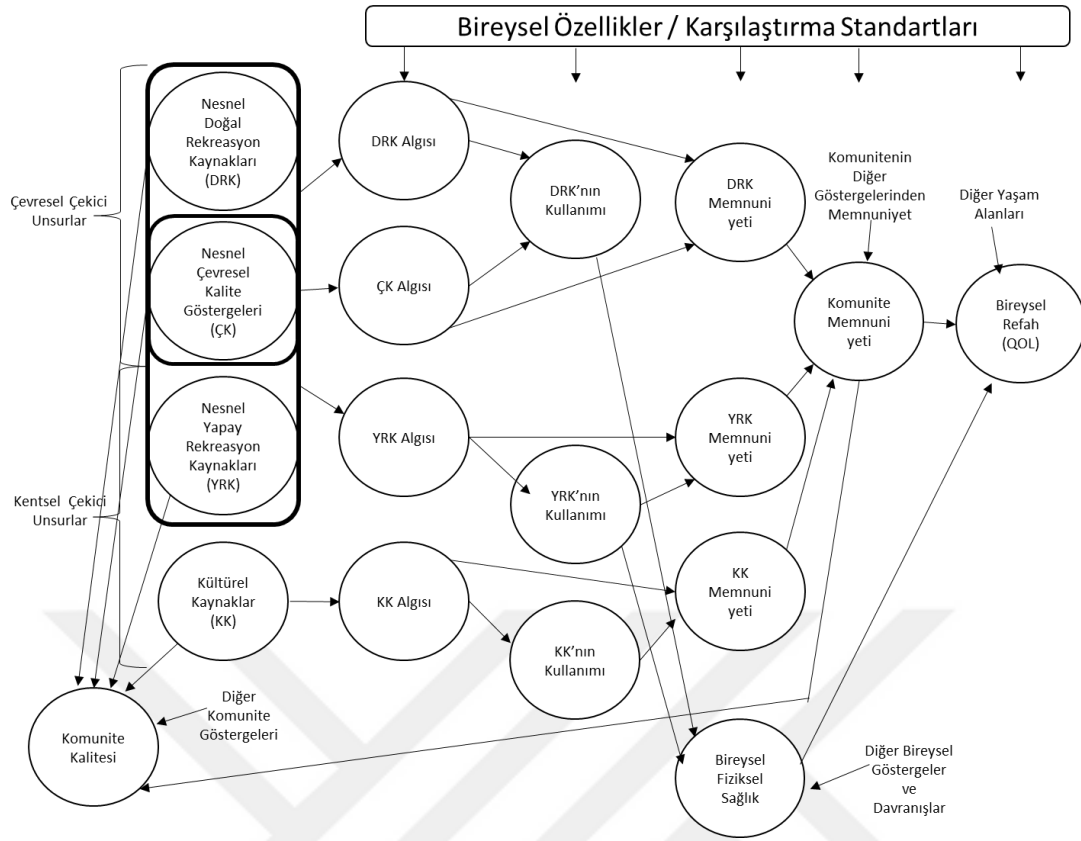 Bireysel Özellikler / Karşılaştırma Standartları
Çevresel Çekici
Unsurlar
Kentsel Çekici
Unsurlar
Nesnel
Doğal
Rekreasyon
Kaynakları
(DRK)
Nesnel
Çevresel
Kalite
Göstergeleri
(ÇK)
Nesnel
Yapay
Rekreasyon
Kaynakları
(YRK)
Kültürel
Kaynaklar
(KK)
Komunite
Kalitesi
Diğer
Komunite
Göstergeleri
DRK Algısı
ÇK Algısı
YRK Algısı
KK Algısı
DRK’nın
Kullanımı
YRK’nın
Kullanımı
KK’nın
Kullanımı
DRK
Memnuni
yeti
YRK
Memnuni
yeti
KK
Memnuni
yeti
Bireysel
Fiziksel
Sağlık
Komunitenin
Diğer
Göstergelerinden
Memnuniyet
Komunite
Memnuni
yeti
Diğer Bireysel
Göstergeler
ve
Davranışlar
Diğer Yaşam
Alanları
Bireysel
Refah
(QOL)